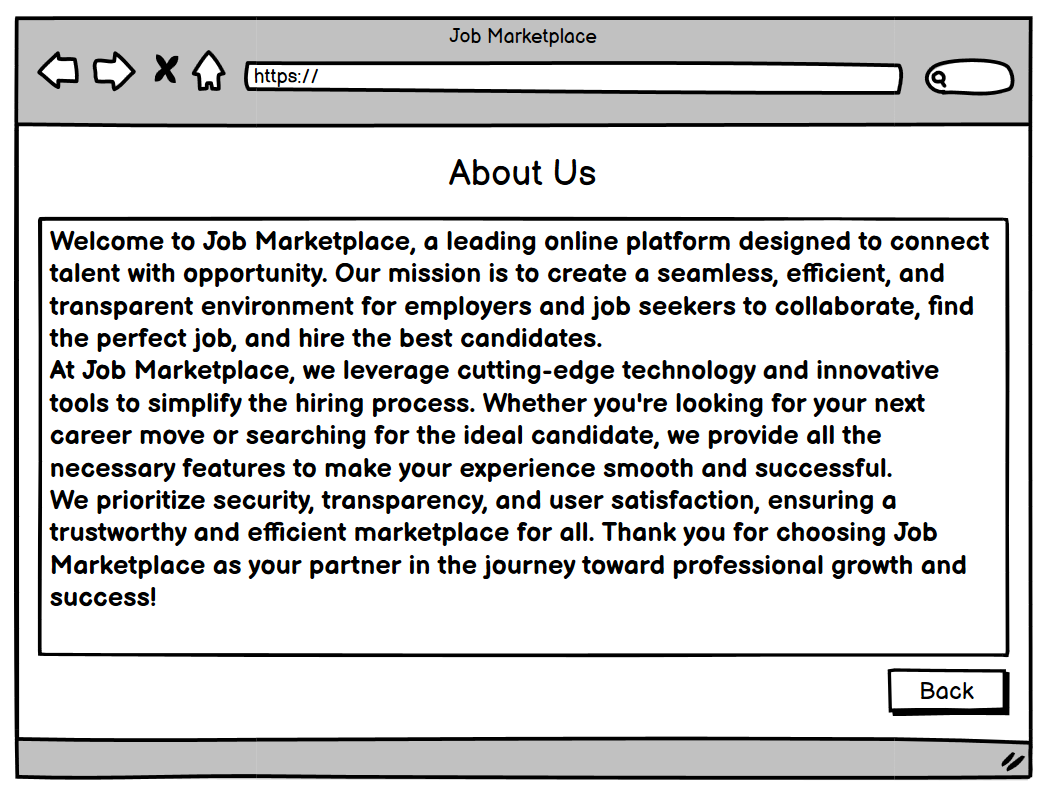 Job Marketplace
https://
About Us
Welcome to Job Marketplace, a leading online platform designed to connect
talent with opportunity. Our mission is to create a seamless, efficient, and
transparent environment for employers and job seekers to collaborate, find
the perfect job, and hire the best candidates.
At Job Marketplace, we leverage cutting-edge technology and innovative
tools to simplify the hiring process. Whether you're looking for your next
career move or searching for the ideal candidate, we provide all the
necessary features to make your experience smooth and successful.
We prioritize security, transparency, and user satisfaction, ensuring a
trustworthy and efficient marketplace for all. Thank you for choosing Job
Marketplace as your partner in the journey toward professional growth and
success!
Back